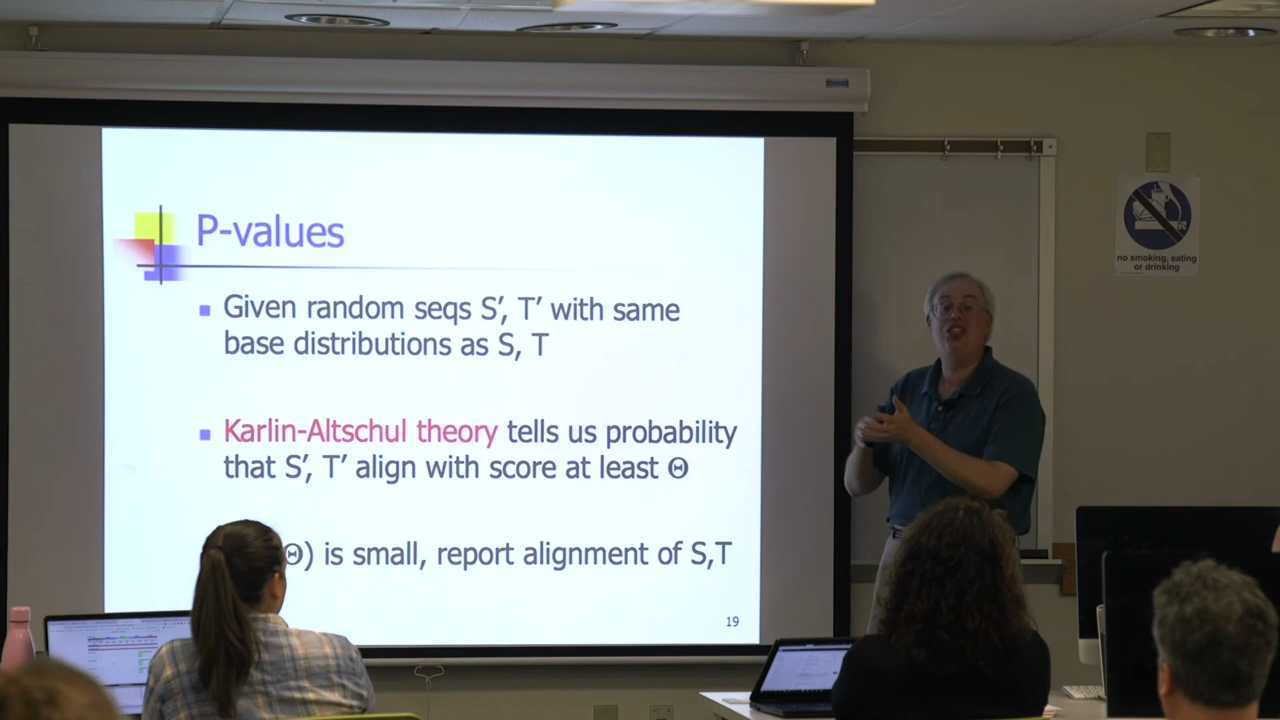 P-values
Given random seqs S’, T’ with same
base distributions as S, T
Karlin-Altschul theory tells us probability
that S’, T’ align with score at least Θ
Θ) is small, report alignment of S,T
19
no smoking, eating
or drinking